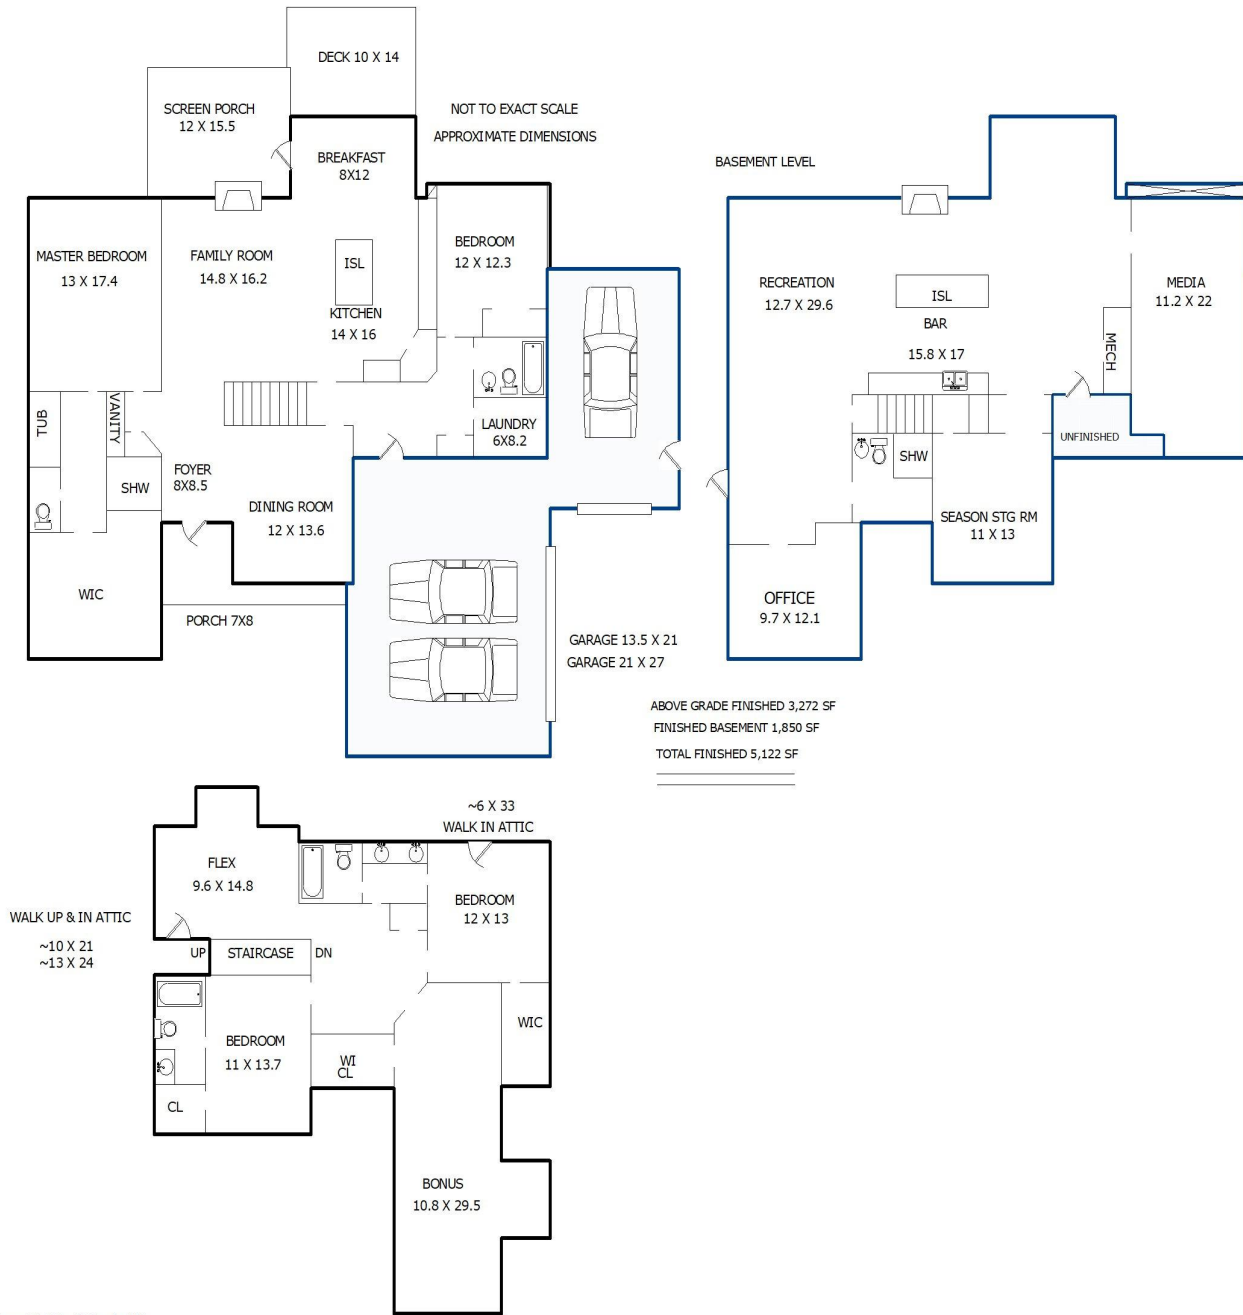 DECK 10 X 14
SCREEN PORCH
12 X 15.5
NOT TO EXACT SCALE
APPROXIMATE DIMENSIONS
BREAKFAST
8X12
MASTER BEDROOM
13 X 17.4
FAMILY ROOM
14.8 X 16.2
ISL
KITCHEN
14 X 16
BEDROOM
12 X 12.3
TUB
VANITY
SHW
FOYER
8X8.5
LAUNDRY
6X8.2
DINING ROOM
12 X 13.6
WIC
PORCH 7X8
GARAGE 13.5 X 21
GARAGE 21 X 27
BASEMENT LEVEL
RECREATION
12.7 X 29.6
ISL
BAR
15.8 X 17
MEDIA
11.2 X 22
MECH
UNFINISHED
SHW
SEASON STG RM
11 X 13
OFFICE
9.7 X 12.1
ABOVE GRADE FINISHED 3,272 SF
FINISHED BASEMENT 1,850 SF
TOTAL FINISHED 5,122 SF
~6 X 33
WALK IN ATTIC
FLEX
9.6 X 14.8
BEDROOM
12 X 13
WALK UP & IN ATTIC
~10 X 21
~13 X 24
UP
STAIRCASE
DN
BEDROOM
11 X 13.7
WI
CL
WIC
CL
BONUS
10.8 X 29.5